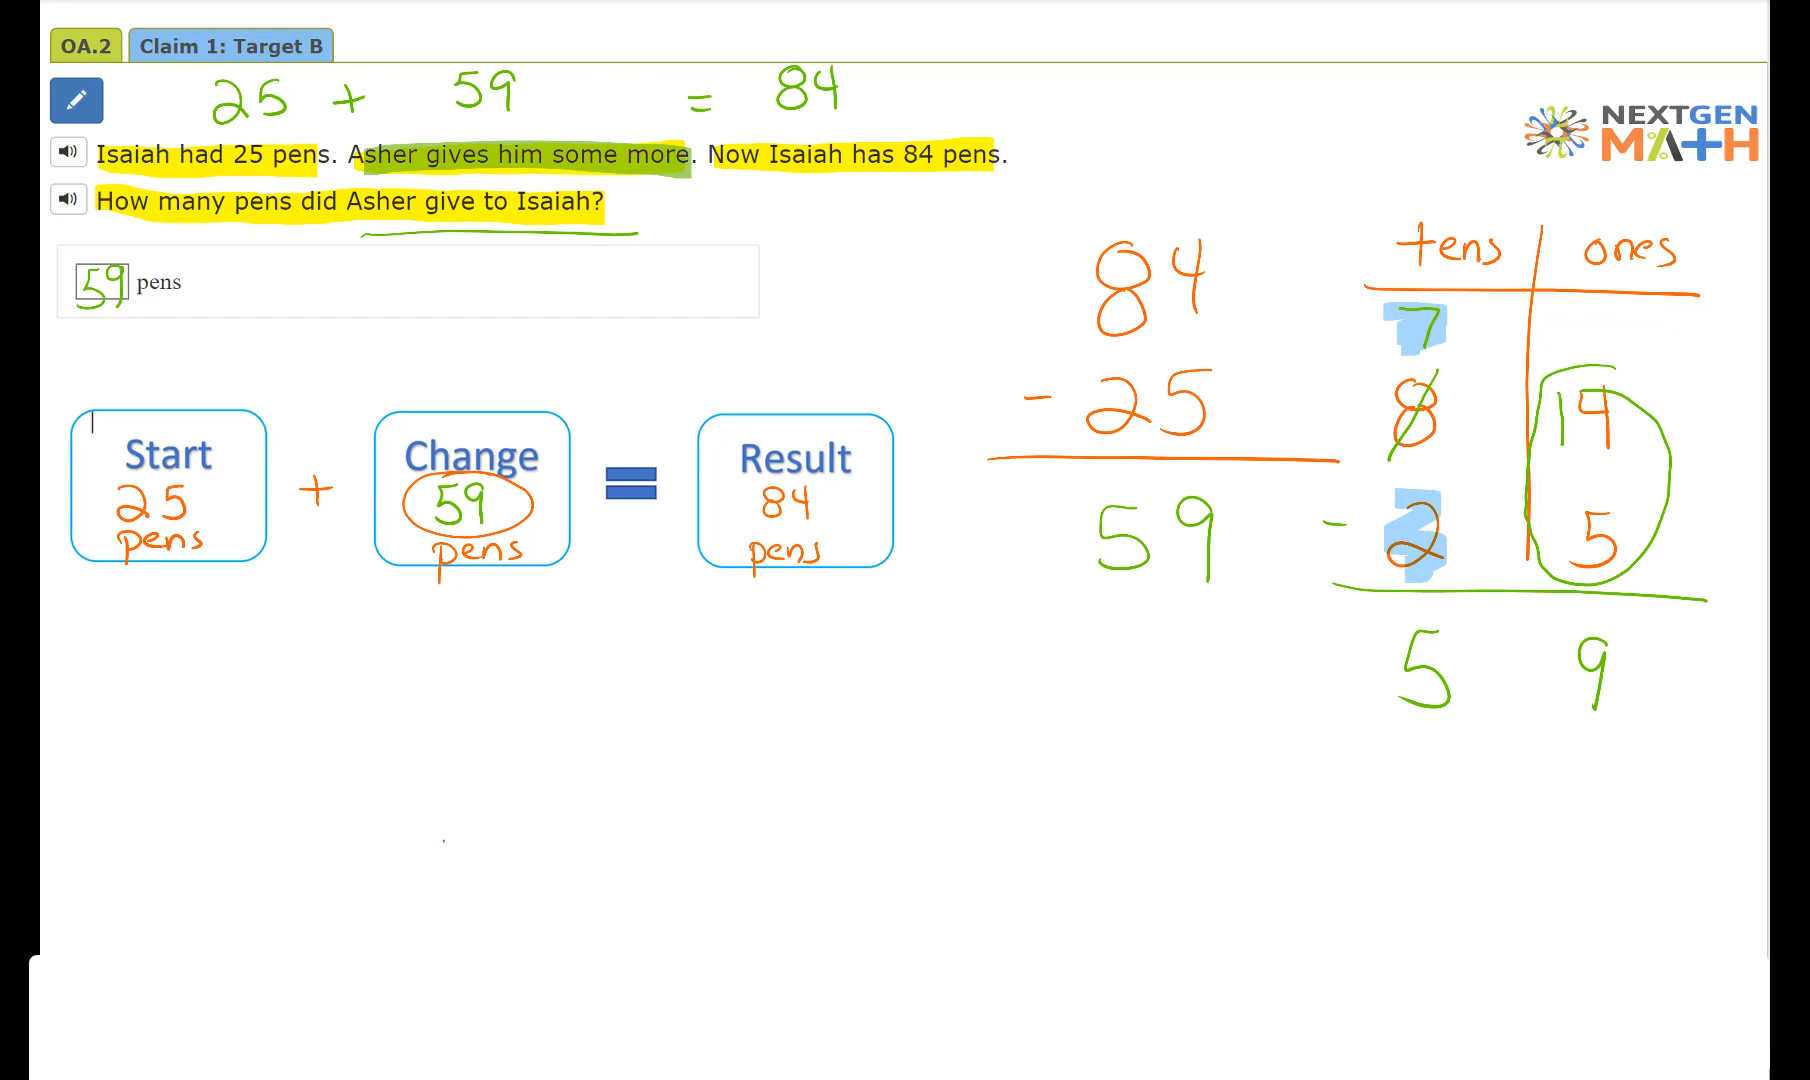 OA.2 Claim 1: Target B
25 + 59 = 84
Isaiah had 25 pens. Asher gives him some more. Now Isaiah has 84 pens.
How many pens did Asher give to Isaiah?
NEXTGEN
MATH
59 pens
Start
25
pens
+
Change
59
pens
=
Result
84
pens
84
- 25
59
tens ones
7
8 14
- 2 5
5 9